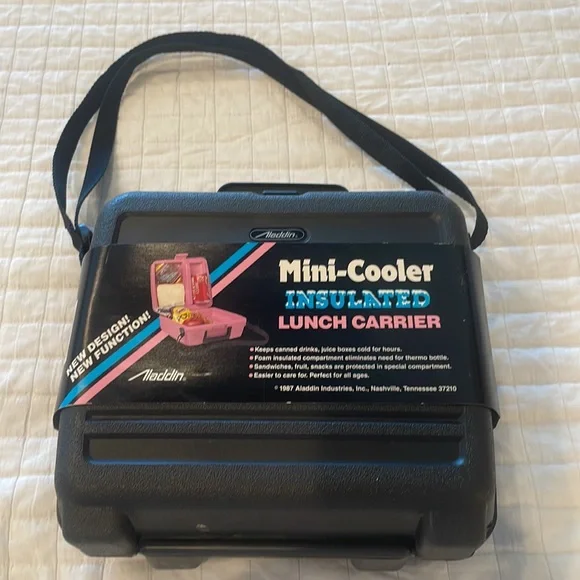 Aladdin
Mini-Cooler
INSULATED
LUNCH CARRIER
NEW DESIGN!
NEW FUNCTION!
Aladdin
• Keeps canned drinks, juice boxes cold for hours.
• Foam insulated compartment eliminates need for thermo bottle.
• Sandwiches, fruit, snacks are protected in special compartment.
• Easier to care for. Perfect for all ages.
© 1987 Aladdin Industries, Inc., Nashville, Tennessee 37210